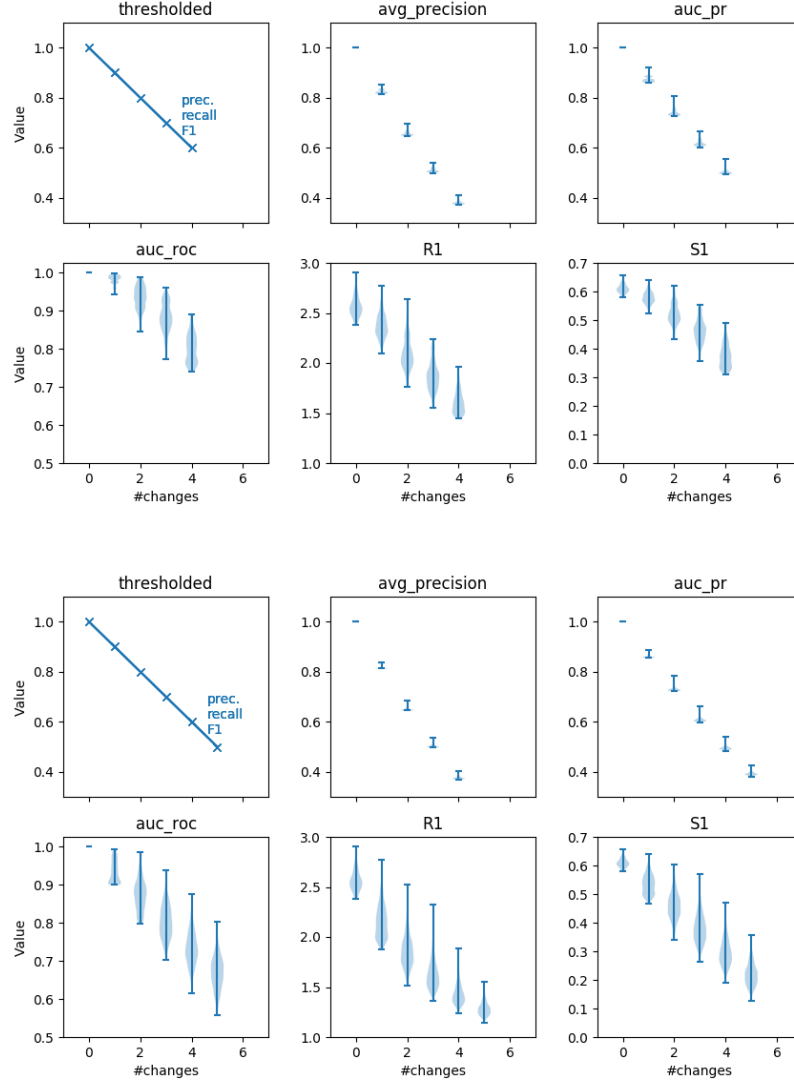 thresholded
avg_precision
auc_pr
Value
1.0
0.8
0.6
0.4
prec.
recall
F1
1.0
0.8
0.6
0.4
1.0
0.8
0.6
0.4
auc_roc
R1
S1
Value
1.0
0.9
0.8
0.7
0.6
0.5
0 2 4 6
#changes
3.0
2.5
2.0
1.5
1.0
0 2 4 6
#changes
0.7
0.6
0.5
0.4
0.3
0.2
0.1
0.0
0 2 4 6
#changes
thresholded
avg_precision
auc_pr
Value
1.0
0.8
0.6
0.4
prec.
recall
F1
1.0
0.8
0.6
0.4
1.0
0.8
0.6
0.4
auc_roc
R1
S1
Value
1.0
0.9
0.8
0.7
0.6
0.5
0 2 4 6
#changes
3.0
2.5
2.0
1.5
1.0
0 2 4 6
#changes
0.7
0.6
0.5
0.4
0.3
0.2
0.1
0.0
0 2 4 6
#changes